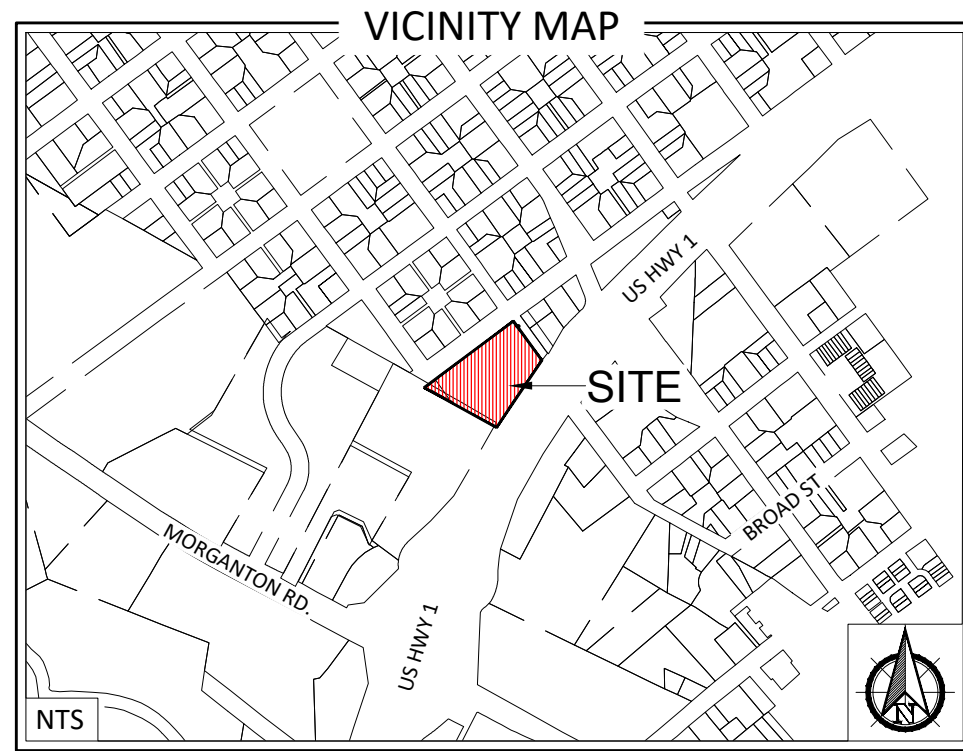 VICINITY MAP
US HWY 1
SITE
BROAD ST
MORGANTON RD.
US HWY 1
NTS
N